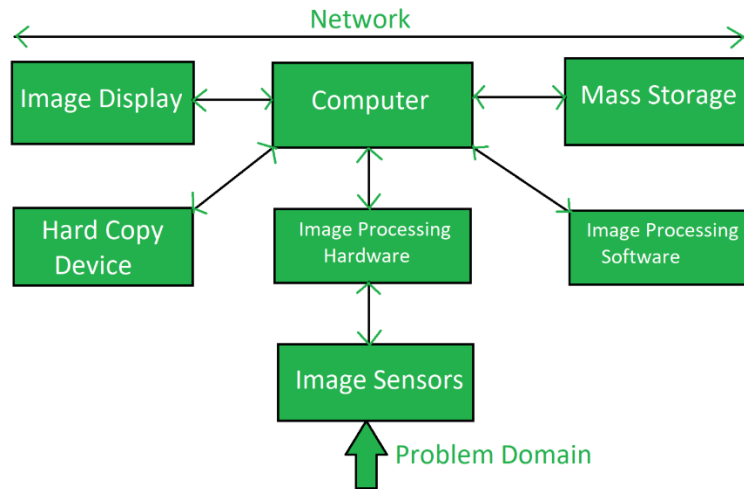 Network
Image Display
Computer
Mass Storage
Hard Copy
Device
Image Processing
Hardware
Image Processing
Software
Image Sensors
Problem Domain